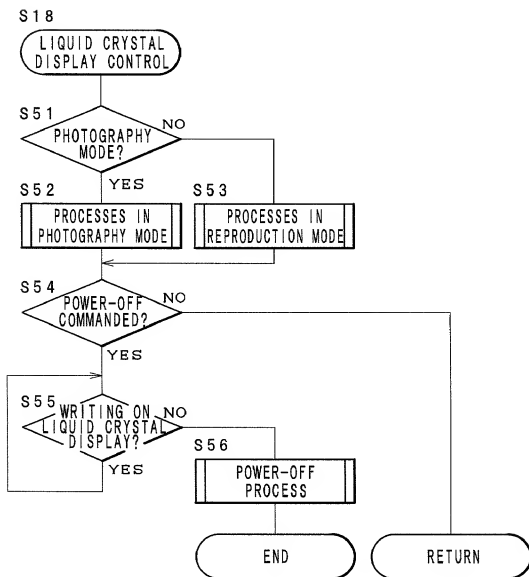 S18
LIQUID CRYSTAL
DISPLAY CONTROL
S51
NO
PHOTOGRAPHY
MODE?
YES
S52
S53
PROCESSES IN
PHOTOGRAPHY MODE
PROCESSES IN
REPRODUCTION MODE
S54
NO
POWER-OFF
COMMANDED?
YES
S55
NO
WRITING ON
LIQUID CRYSTAL
DISPLAY?
YES
S56
POWER-OFF
PROCESS
END
RETURN